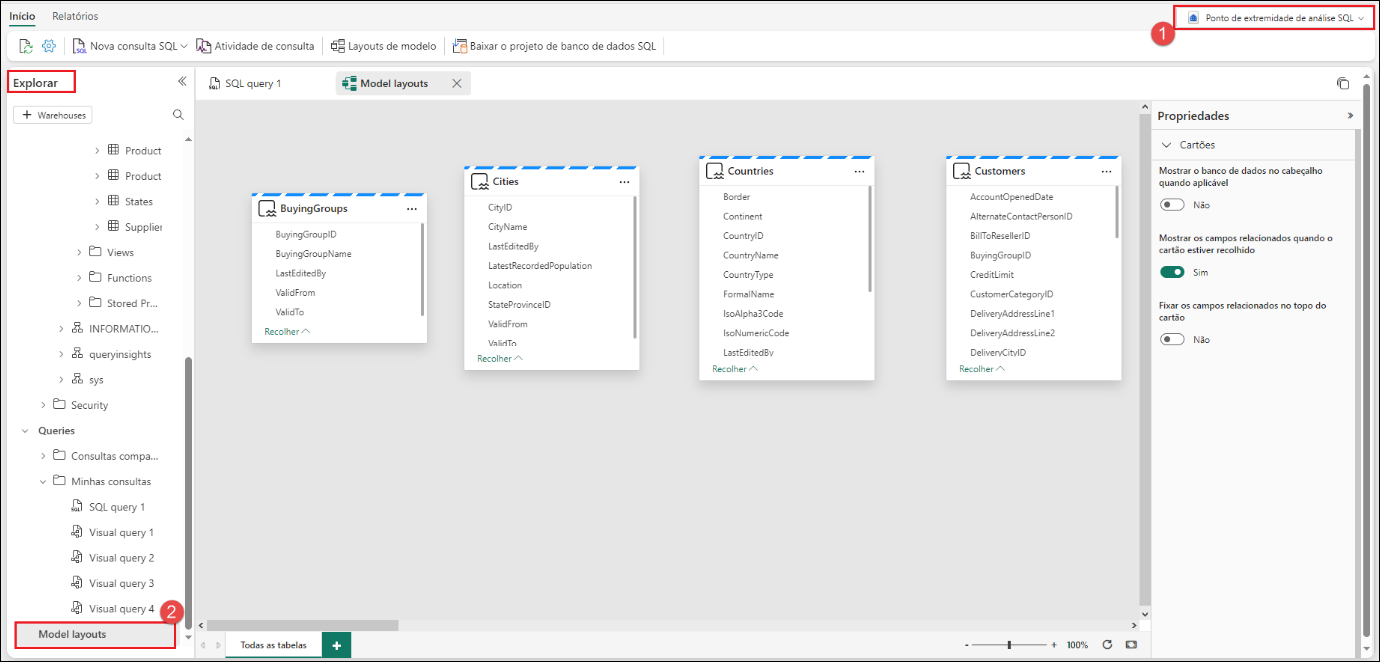 Início Relatórios
Ponto de extremidade de análise SQL
1
Nova consulta SQL Atividade de consulta Layouts de modelo Baixar o projeto de banco de dados SQL
Explorar
+ Warehouses
Product
Product
States
Supplier
Views
Functions
Stored Pr...
INFORMATIO...
queryinsights
sys
Security
Queries
Consultas compa...
Minhas consultas
SQL query 1
Visual query 1
Visual query 2
Visual query 3
Visual query 4
2
Model layouts
SQL query 1
Model layouts
BuyingGroups
BuyingGroupID
BuyingGroupName
LastEditedBy
ValidFrom
ValidTo
Recolher
Cities
CityID
CityName
LastEditedBy
LatestRecordedPopulation
Location
StateProvinceID
ValidFrom
ValidTo
Recolher
Countries
Border
Continent
CountryID
CountryName
CountryType
FormalName
IsoAlpha3Code
IsoNumericCode
LastEditedBy
Recolher
Customers
AccountOpenedDate
AlternateContactPersonID
BillToResellerID
BuyingGroupID
CreditLimit
CustomerCategoryID
DeliveryAddressLine1
DeliveryAddressLine2
DeliveryCityID
Recolher
Propriedades
Cartões
Mostrar o banco de dados no cabeçalho
quando aplicável
Não
Mostrar os campos relacionados quando o
cartão estiver recolhido
Sim
Fixar os campos relacionados no topo do
cartão
Não
Todas as tabelas
+
- + 100%